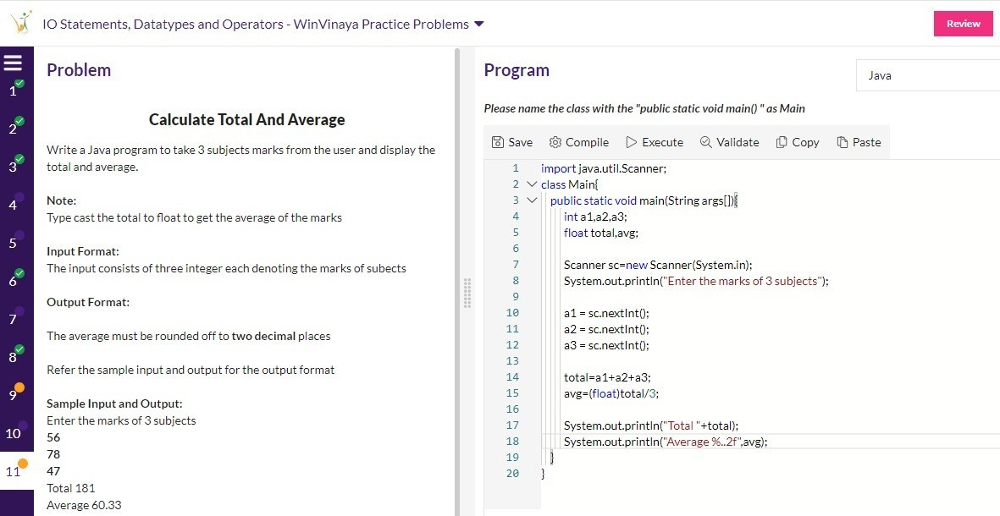 IO Statements, Datatypes and Operators - WinVinaya Practice Problems
Review
1
2
3
4
5
6
7
8
9
10
11
Problem
Calculate Total And Average
Write a Java program to take 3 subjects marks from the user and display the
total and average.
Note:
Type cast the total to float to get the average of the marks
Input Format:
The input consists of three integer each denoting the marks of subects
Output Format:
The average must be rounded off to two decimal places
Refer the sample input and output for the output format
Sample Input and Output:
Enter the marks of 3 subjects
56
78
47
Total 181
Average 60.33
Program
Java
Please name the class with the "public static void main() " as Main
Save Compile Execute Validate Copy Paste
1 import java.util.Scanner;
2 class Main{
3 public static void main(String args[]){
4 int a1,a2,a3;
5 float total,avg;
6
7 Scanner sc=new Scanner(System.in);
8 System.out.println("Enter the marks of 3 subjects");
9
10 a1 = sc.nextInt();
11 a2 = sc.nextInt();
12 a3 = sc.nextInt();
13
14 total=a1+a2+a3;
15 avg=(float)total/3;
16
17 System.out.println("Total "+total);
18 System.out.println("Average %..2f",avg);
19 }
20 }